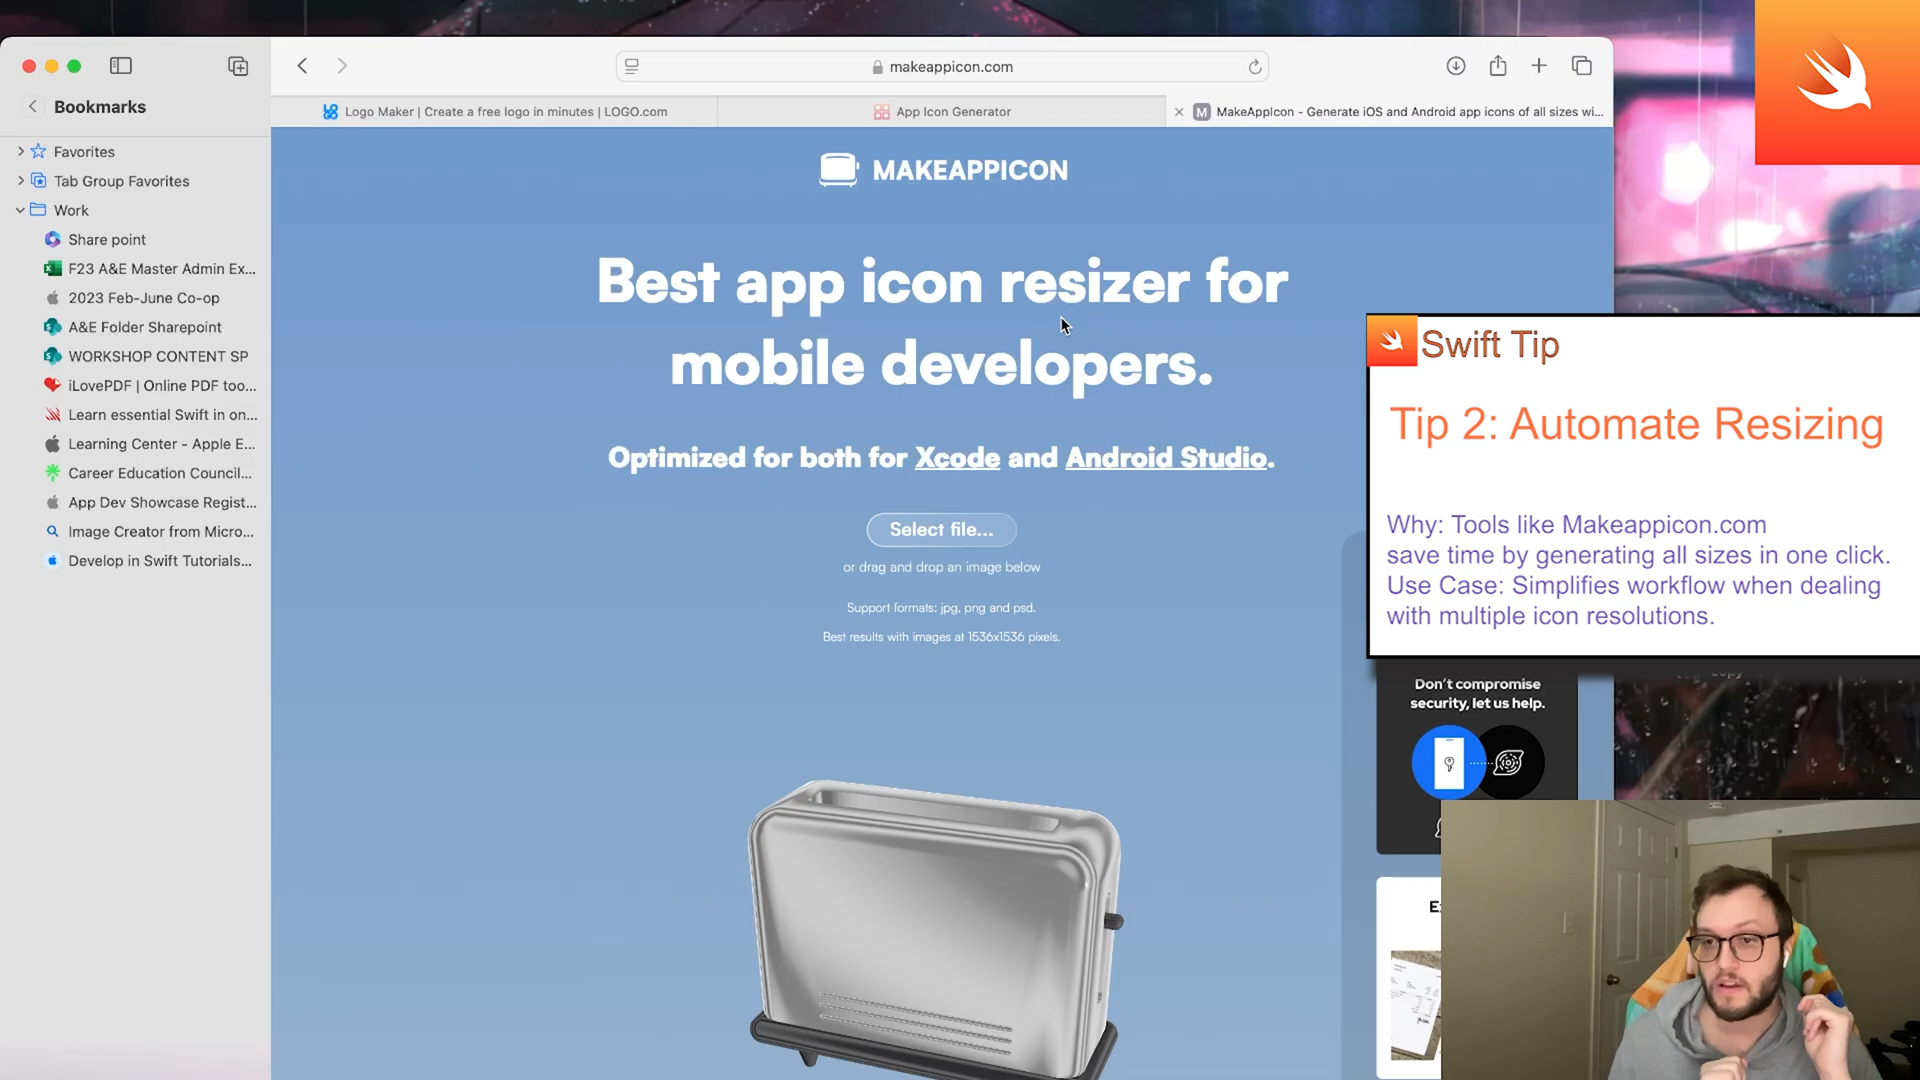 makeappicon.com
Bookmarks
Logo Maker | Create a free logo in minutes | LOGO.com
App Icon Generator
M
MakeAppIcon - Generate iOS and Android app icons of all sizes wi...
Favorites
Tab Group Favorites
Work
Share point
F23 A&E Master Admin Ex...
2023 Feb-June Co-op
A&E Folder Sharepoint
WORKSHOP CONTENT SP
iLovePDF | Online PDF too...
Learn essential Swift in on...
Learning Center - Apple E...
Career Education Council...
App Dev Showcase Regist...
Image Creator from Micro...
Develop in Swift Tutorials...
MAKEAPPICON
Best app icon resizer for
mobile developers.
Optimized for both for Xcode and Android Studio.
Select file...
or drag and drop an image below
Support formats: jpg, png and psd.
Best results with images at 1536x1536 pixels.
Swift Tip
Tip 2: Automate Resizing
Why: Tools like Makeappicon.com
save time by generating all sizes in one click.
Use Case: Simplifies workflow when dealing
with multiple icon resolutions.
Don't compromise
security, let us help.